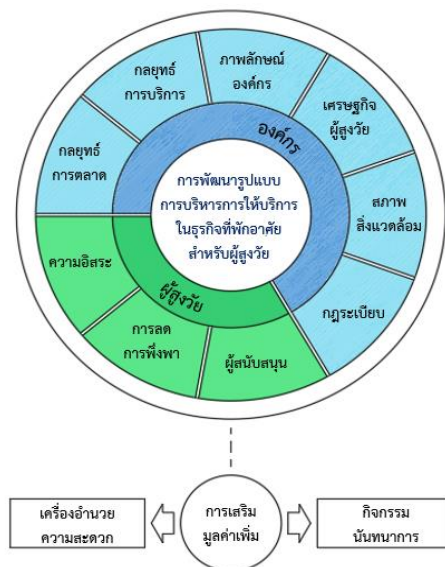 ภาพลักษณ์
องค์กร
เศรษฐกิจ
ผู้สูงวัย
สภาพ
สิ่งแวดล้อม
กฎระเบียบ
ผู้สนับสนุน
การลด
การพึ่งพา
ความอิสระ
กลยุทธ์
การตลาด
กลยุทธ์
การบริการ
องค์กร
ผู้สูงวัย
การพัฒนารูปแบบ
การบริหารการให้บริการ
ในธุรกิจที่พักอาศัย
สำหรับผู้สูงวัย
เครื่องอำนวย
ความสะดวก
การเสริม
มูลค่าเพิ่ม
กิจกรรม
นันทนาการ